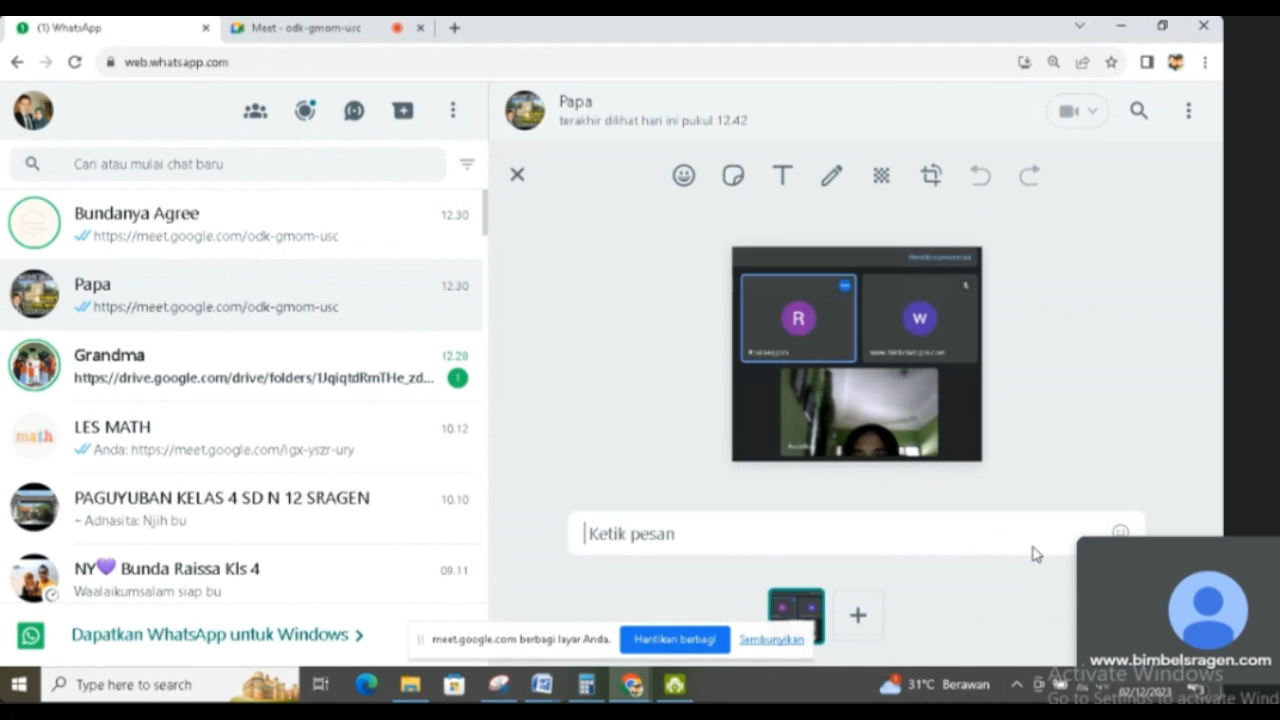 (1) WhatsApp
Meet - odk-gmom-usc
web.whatsapp.com
Papa
terakhir dilihat hari ini pukul 12.42
Cari atau mulai chat baru
Bundanya Agree 12.30
https://meet.google.com/odk-gmom-usc
Papa 12.30
https://meet.google.com/odk-gmom-usc
Grandma 12.28
https://drive.google.com/drive/folders/1JqiqtdRmTHe_zd...
LES MATH 10.12
math
Anda: https://meet.google.com/igx-yszr-ury
PAGUYUBAN KELAS 4 SD N 12 SRAGEN 10.10
~ Adnasita: Njih bu
NY💜 Bunda Raissa Kls 4 09.11
Waalaikumsalam siap bu
Dapatkan WhatsApp untuk Windows
R
W
Ketik pesan
meet.google.com berbagi layar Anda.
Hentikan berbagi
Sembunyikan
www.bimbelsragen.com
Type here to search
31°C Berawan
02/12/2023
Activate Windows
Go to Settings to activate Wind